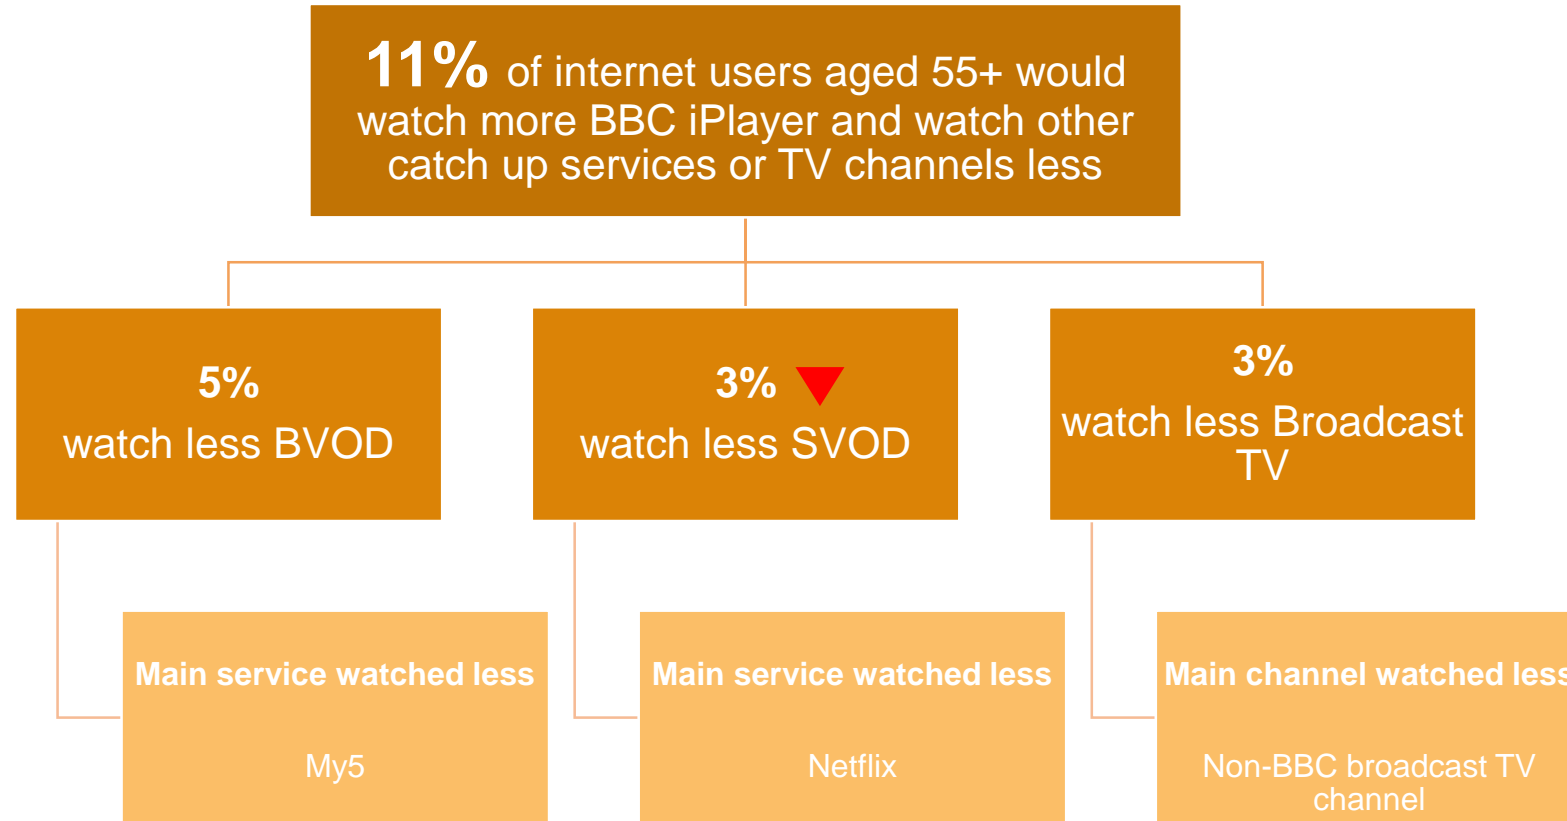 11% of internet users aged 55+ would
watch more BBC iPlayer and watch other
catch up services or TV channels less
5%
watch less BVOD
3%
watch less SVOD
3%
watch less Broadcast
TV
Main service watched less
My5
Main service watched less
Netflix
Main channel watched less
Non-BBC broadcast TV
channel